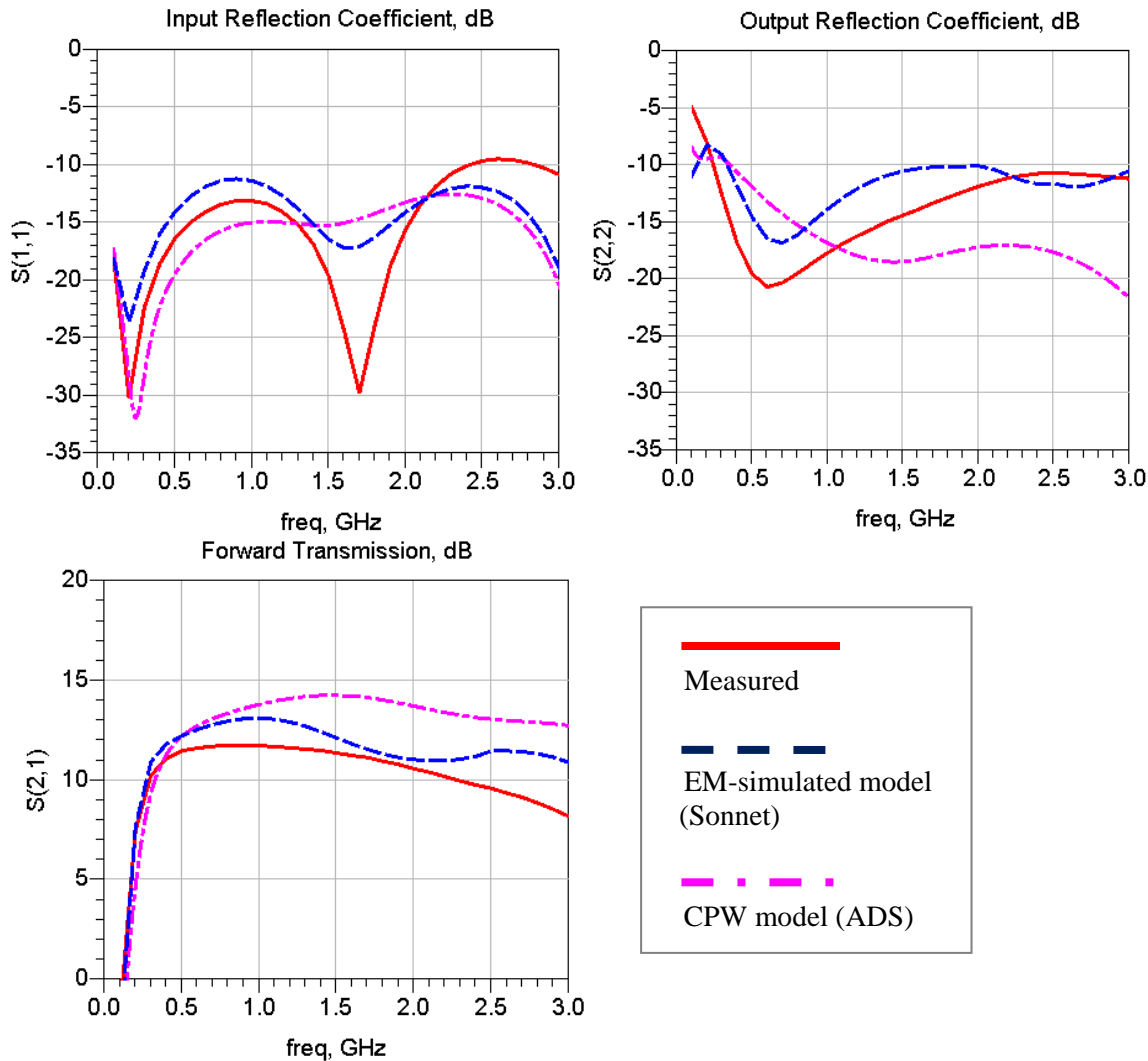 Input Reflection Coefficient, dB
0
-5
-10
-15
-20
-25
-30
-35
S(1,1)
0.0 0.5 1.0 1.5 2.0 2.5 3.0
freq, GHz
Output Reflection Coefficient, dB
0
-5
-10
-15
-20
-25
-30
-35
S(2,2)
0.0 0.5 1.0 1.5 2.0 2.5 3.0
freq, GHz
Forward Transmission, dB
20
15
10
5
0
S(2,1)
0.0 0.5 1.0 1.5 2.0 2.5 3.0
freq, GHz
Measured
EM-simulated model
(Sonnet)
CPW model (ADS)